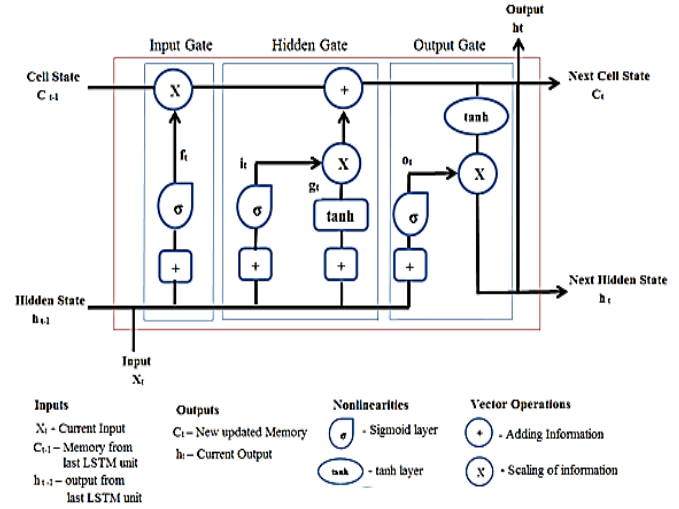 Output
ht
Input Gate
Hidden Gate
Output Gate
Cell State
C t-1
Next Cell State
Ct
X
+
tanh
ft
it
X
ot
X
gt
σ
σ
tanh
σ
+
+
+
+
Hidden State
ht-1
Next Hidden State
ht
Input
Xt
Inputs
Xt - Current Input
Ct-1 – Memory from
last LSTM unit
ht-1 – output from
last LSTM unit
Outputs
Ct – New updated Memory
ht – Current Output
Nonlinearities
σ - Sigmoid layer
tanh - tanh layer
Vector Operations
+ - Adding Information
X - Scaling of information